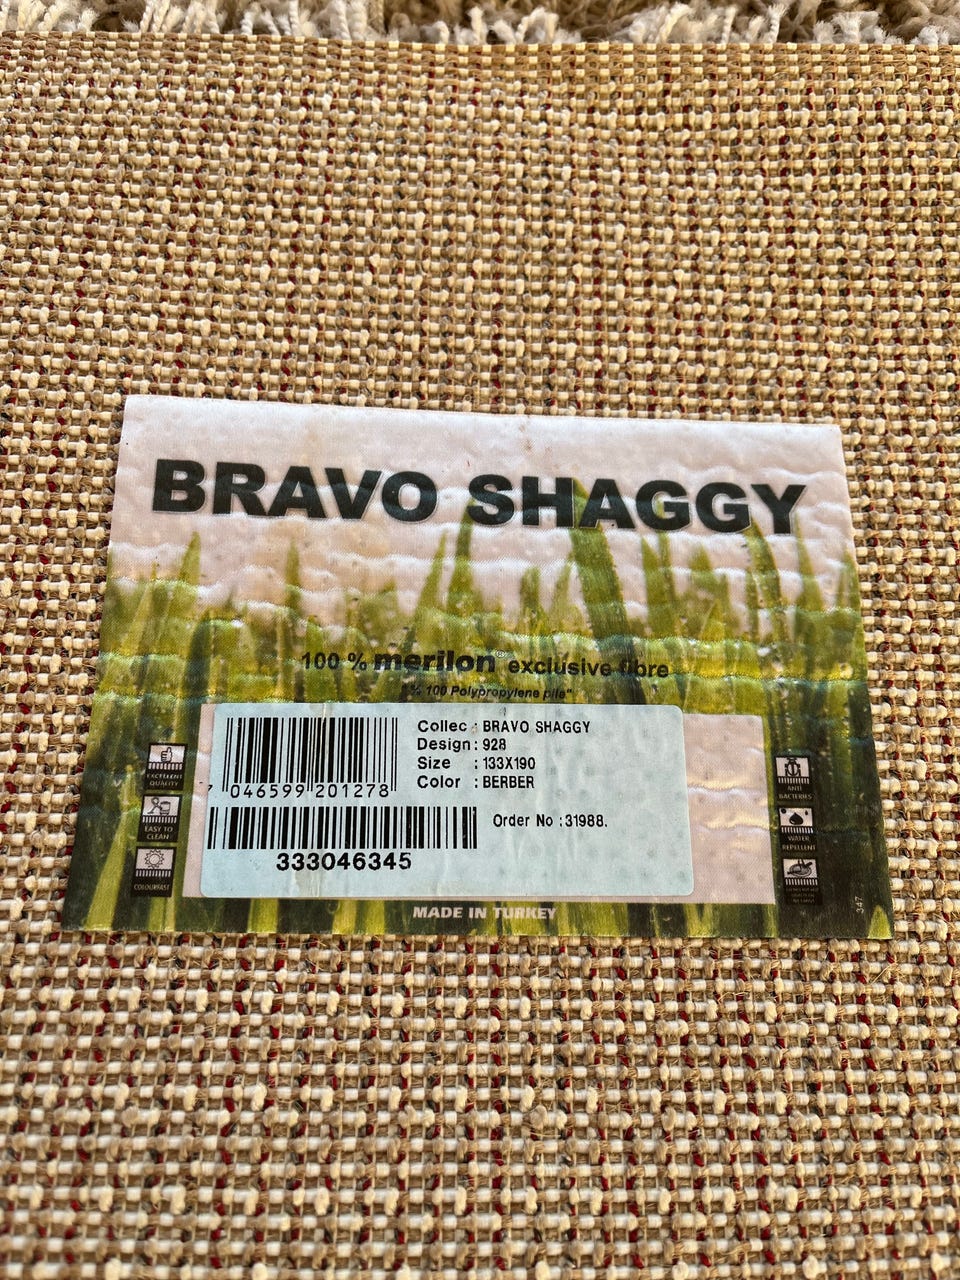 BRAVO SHAGGY
100 % merilon® exclusive fibre
"% 100 Polypropylene pile"
Collec : BRAVO SHAGGY
Design : 928
Size : 133X190
Color : BERBER
7 046599 201278
Order No :31988.
333046345
EXCELLENT
QUALITY
EASY TO
CLEAN
COLOURFAST
ANTI
BACTERIES
WATER
REPELLENT
MADE IN TURKEY
347